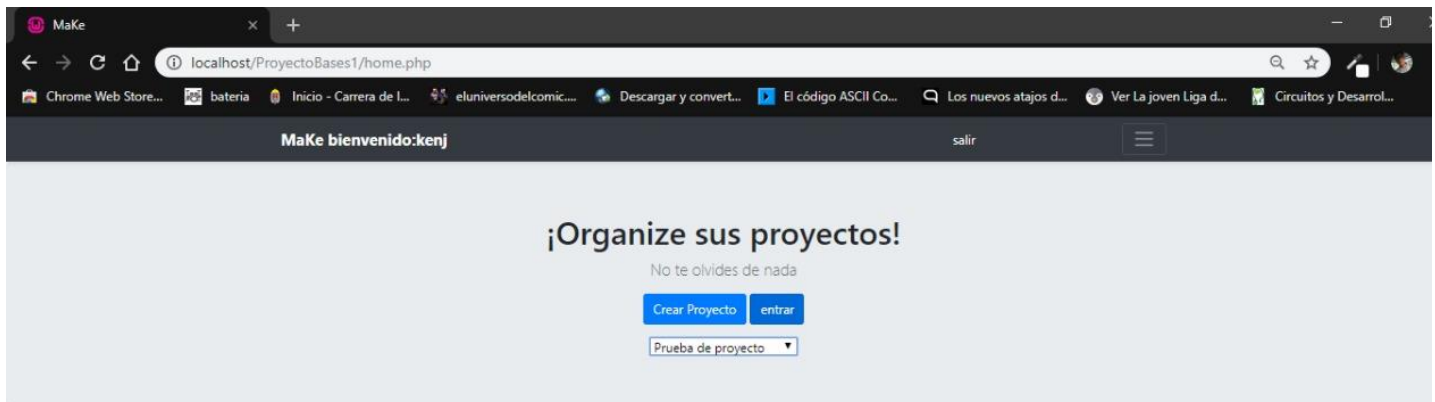 MaKe
localhost/ProyectoBases1/home.php
Chrome Web Store... bateria Inicio - Carrera de l... eluniversodelcomic.... Descargar y convert... El código ASCII Co... Los nuevos atajos d... Ver La joven Liga d... Circuitos y Desarrol...
MaKe bienvenido:kenj salir
¡Organize sus proyectos!
No te olvides de nada
Crear Proyecto entrar
Prueba de proyecto